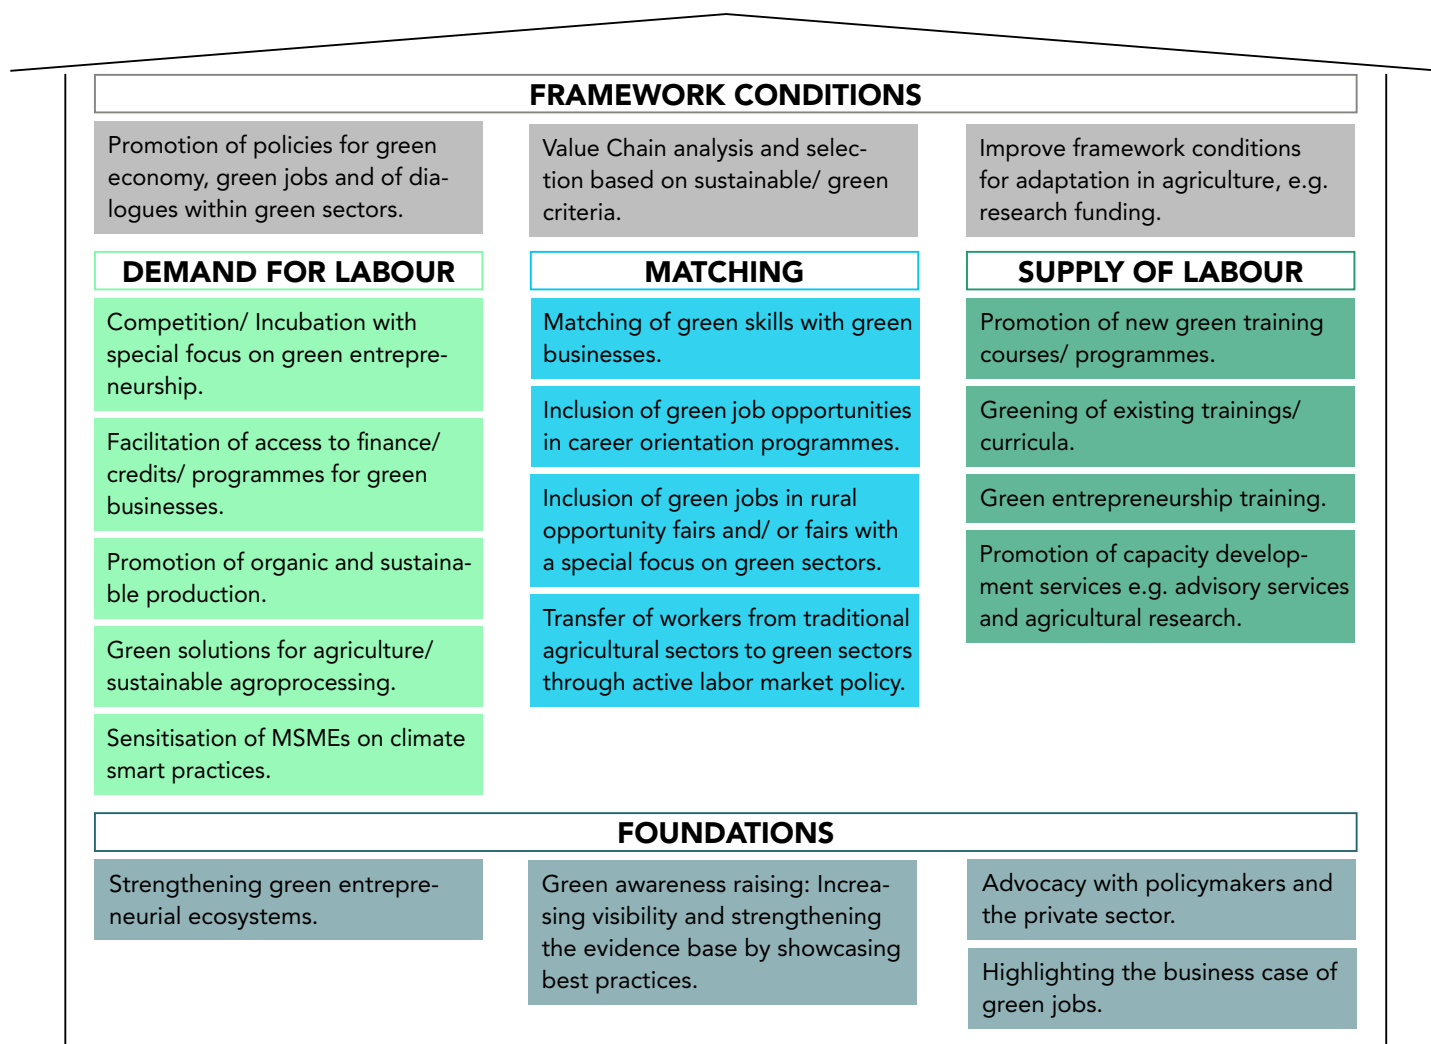 FRAMEWORK CONDITIONS
Promotion of policies for green
economy, green jobs and of dia-
logues within green sectors.
Value Chain analysis and selec-
tion based on sustainable/ green
criteria.
Improve framework conditions
for adaptation in agriculture, e.g.
research funding.
DEMAND FOR LABOUR
Competition/ Incubation with
special focus on green entrepre-
neurship.
Facilitation of access to finance/
credits/ programmes for green
businesses.
Promotion of organic and sustaina-
ble production.
Green solutions for agriculture/
sustainable agroprocessing.
Sensitisation of MSMEs on climate
smart practices.
MATCHING
Matching of green skills with green
businesses.
Inclusion of green job opportunities
in career orientation programmes.
Inclusion of green jobs in rural
opportunity fairs and/ or fairs with
a special focus on green sectors.
Transfer of workers from traditional
agricultural sectors to green sectors
through active labor market policy.
SUPPLY OF LABOUR
Promotion of new green training
courses/ programmes.
Greening of existing trainings/
curricula.
Green entrepreneurship training.
Promotion of capacity develop-
ment services e.g. advisory services
and agricultural research.
FOUNDATIONS
Strengthening green entrepre-
neurial ecosystems.
Green awareness raising: Increa-
sing visibility and strengthening
the evidence base by showcasing
best practices.
Advocacy with policymakers and
the private sector.
Highlighting the business case of
green jobs.